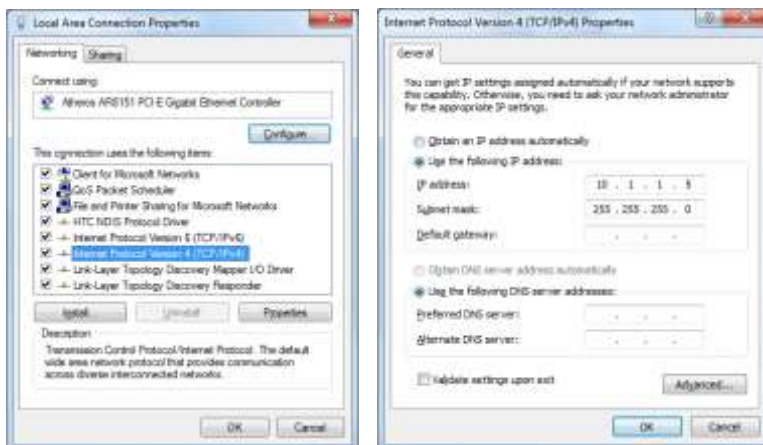 Local Area Connection Properties
Networking
Sharing
Connect using:
Atheros AR8151 PCI-E Gigabit Ethernet Controller
Configure...
This connection uses the following items:
Client for Microsoft Networks
QoS Packet Scheduler
File and Printer Sharing for Microsoft Networks
HTC NDIS Protocol Driver
Internet Protocol Version 6 (TCP/IPv6)
Internet Protocol Version 4 (TCP/IPv4)
Link-Layer Topology Discovery Mapper I/O Driver
Link-Layer Topology Discovery Responder
Install...
Uninstall
Properties
Description
Transmission Control Protocol/Internet Protocol. The default
wide area network protocol that provides communication
across diverse interconnected networks.
OK
Cancel
Internet Protocol Version 4 (TCP/IPv4) Properties
General
You can get IP settings assigned automatically if your network supports
this capability. Otherwise, you need to ask your network administrator
for the appropriate IP settings.
Obtain an IP address automatically
Use the following IP address:
IP address:
10 . 1 . 1 .
Subnet mask:
255 . 255 . 255 . 0
Default gateway:
Obtain DNS server address automatically
Use the following DNS server addresses:
Preferred DNS server:
Alternate DNS server:
Validate settings upon exit
Advanced...
OK
Cancel